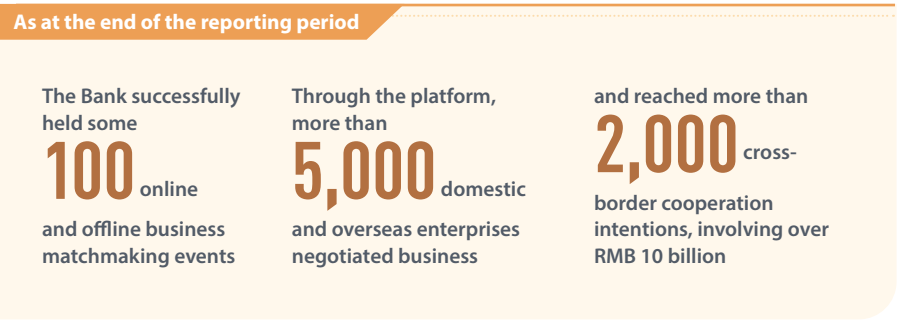 As at the end of the reporting period
The Bank successfully
held some
100 online
and offline business
matchmaking events
Through the platform,
more than
5,000 domestic
and overseas enterprises
negotiated business
and reached more than
2,000 cross-
border cooperation
intentions, involving over
RMB 10 billion